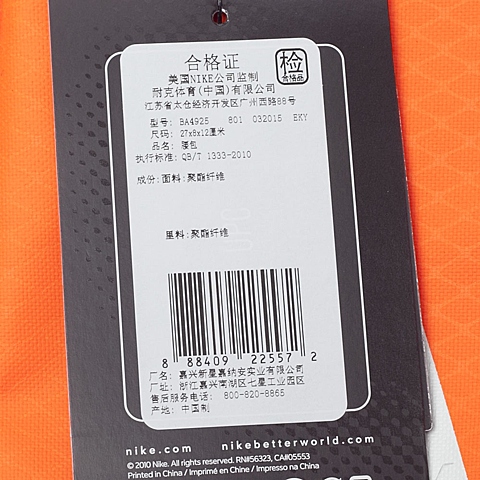 合格证
检
合格品
美国NIKE公司监制
耐克体育(中国)有限公司
江苏省太仓经济开发区广州西路88号
型号: BA4925 801 032015 EKY
尺码: 27x8x12厘米
品名: 腰包
执行标准: QB/T 1333-2010
成份: 面料: 聚酯纤维
里料: 聚酯纤维
8 88409 22557 2
厂名: 嘉兴新星嘉纳安实业有限公司
厂址: 浙江嘉兴南湖区七星工业园区
售后服务电话: 800-820-8865
产地: 中国制
nike.com nikebetterworld.com
© 2010 Nike. All rights reserved. RN#56323, CA#05553
Printed in China / Imprimé en Chine / Impresso na China